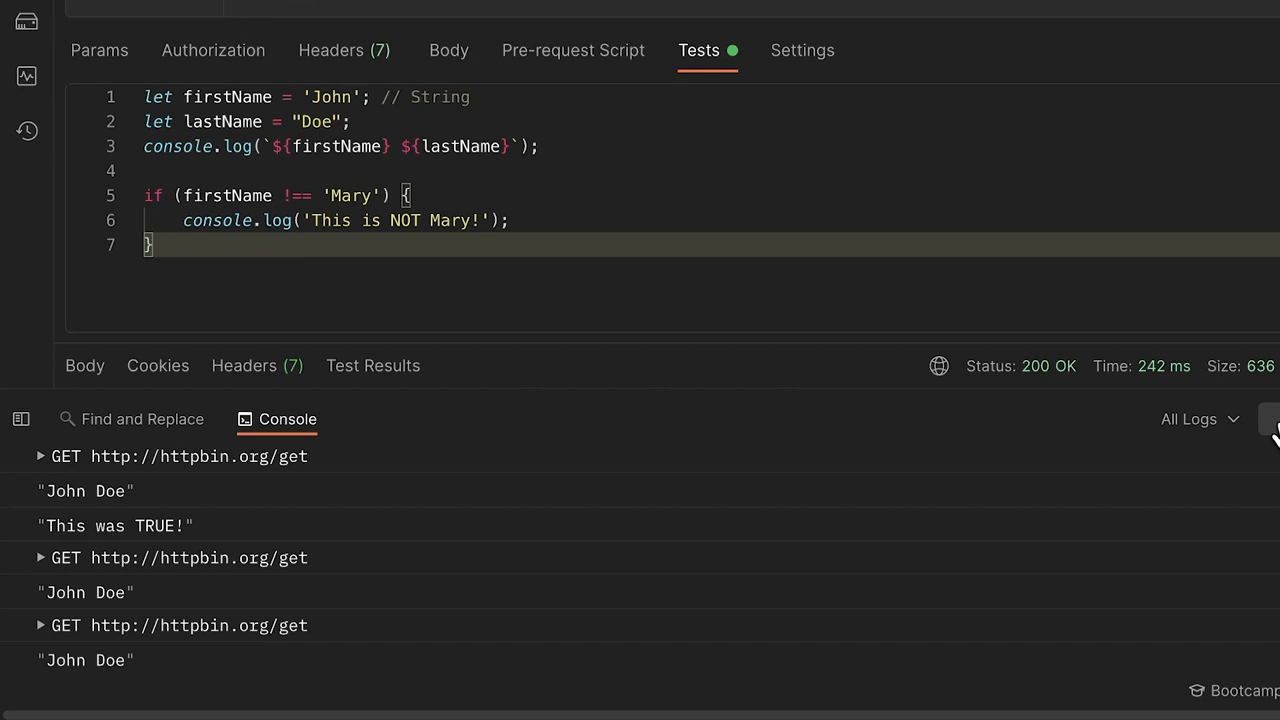 Params Authorization Headers (7) Body Pre-request Script Tests Settings
1 let firstName = 'John'; // String
2 let lastName = "Doe";
3 console.log(`${firstName} ${lastName}`);
4
5 if (firstName !== 'Mary') {
6 console.log('This is NOT Mary!');
7 }
Body Cookies Headers (7) Test Results Status: 200 OK Time: 242 ms Size: 636
Find and Replace Console All Logs
GET http://httpbin.org/get
"John Doe"
"This was TRUE!"
GET http://httpbin.org/get
"John Doe"
GET http://httpbin.org/get
"John Doe"
Bootcamp